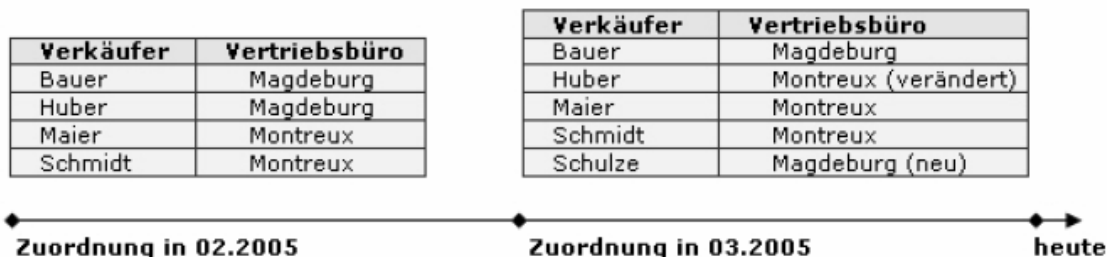 Verkäufer Vertriebsbüro
Bauer Magdeburg
Huber Magdeburg
Maier Montreux
Schmidt Montreux
Verkäufer Vertriebsbüro
Bauer Magdeburg
Huber Montreux (verändert)
Maier Montreux
Schmidt Montreux
Schulze Magdeburg (neu)
Zuordnung in 02.2005 Zuordnung in 03.2005 heute